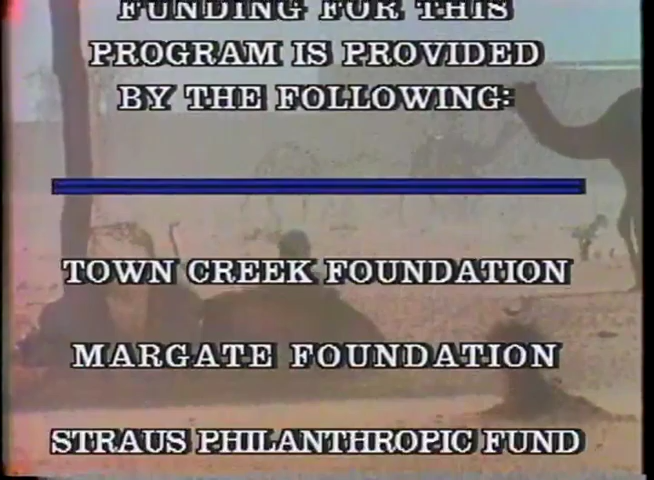 FUNDING FOR THIS
PROGRAM IS PROVIDED
BY THE FOLLOWING:
TOWN CREEK FOUNDATION
MARGATE FOUNDATION
STRAUS PHILANTHROPIC FUND